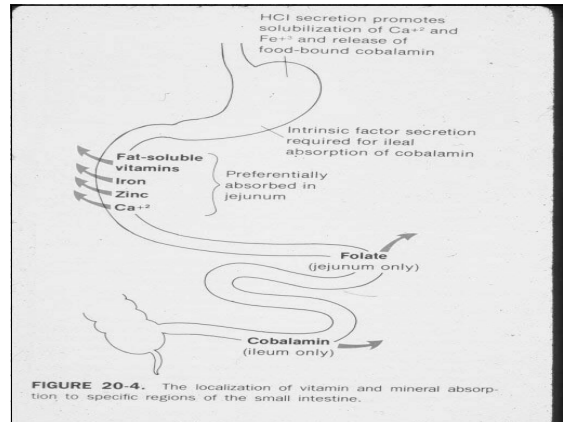 HCl secretion promotes
solubilization of Ca+2 and
Fe+3 and release of
food-bound cobalamin
Intrinsic factor secretion
required for ileal
absorption of cobalamin
Fat-soluble
vitamins
Iron
Zinc
Ca+2
Preferentially
absorbed in
jejunum
Folate
(jejunum only)
Cobalamin
(ileum only)
FIGURE 20-4. The localization of vitamin and mineral absorp-
tion to specific regions of the small intestine.